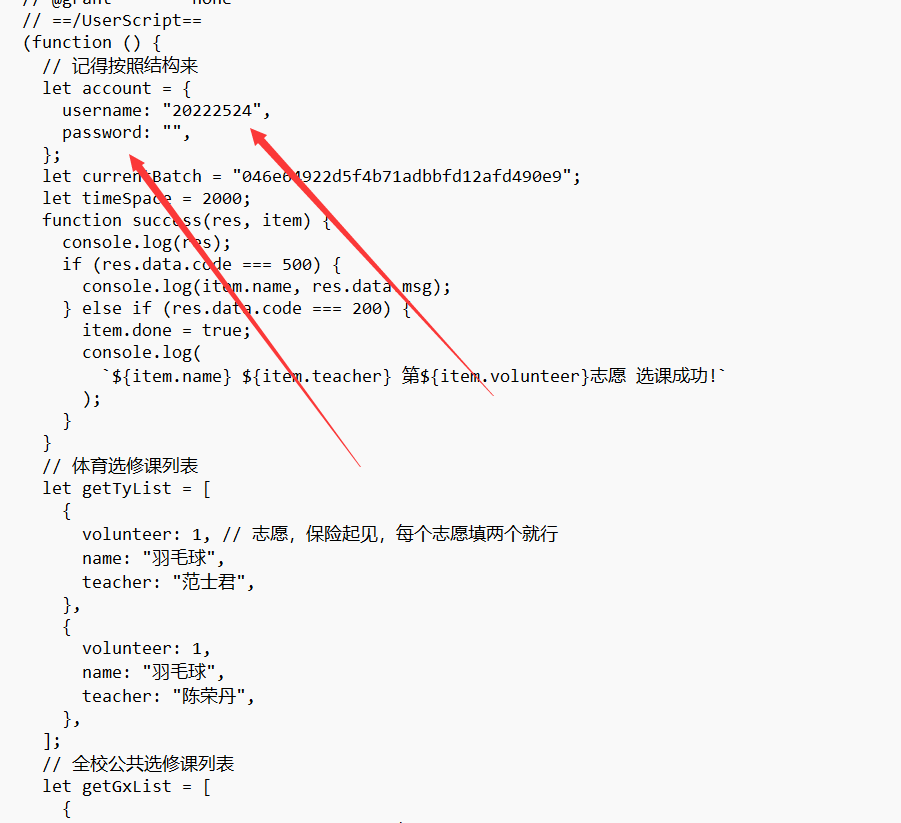 // @grant none
// ==/UserScript==
(function () {
// 记得按照结构来
let account = {
username: "20222524",
password: "",
};
let currentBatch = "046e64922d5f4b71adbbfd12afd490e9";
let timeSpace = 2000;
function success(res, item) {
console.log(res);
if (res.data.code === 500) {
console.log(item.name, res.data.msg);
} else if (res.data.code === 200) {
item.done = true;
console.log(
`${item.name} ${item.teacher} 第${item.volunteer}志愿 选课成功!`
);
}
}
// 体育选修课列表
let getTyList = [
{
volunteer: 1, // 志愿，保险起见，每个志愿填两个就行
name: "羽毛球",
teacher: "范士君",
},
{
volunteer: 1,
name: "羽毛球",
teacher: "陈荣丹",
},
];
// 全校公共选修课列表
let getGxList = [
{